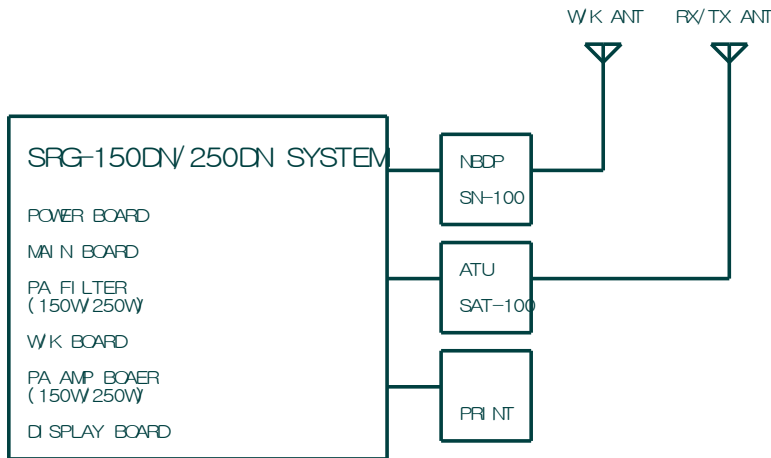 W/K ANT
RX/TX ANT
SRG-150DN/250DN SYSTEM
POWER BOARD
MAIN BOARD
PA FILTER
(150W/250W)
W/K BOARD
PA AMP BOAER
(150W/250W)
DISPLAY BOARD
NBDP
SN-100
ATU
SAT-100
PRINT